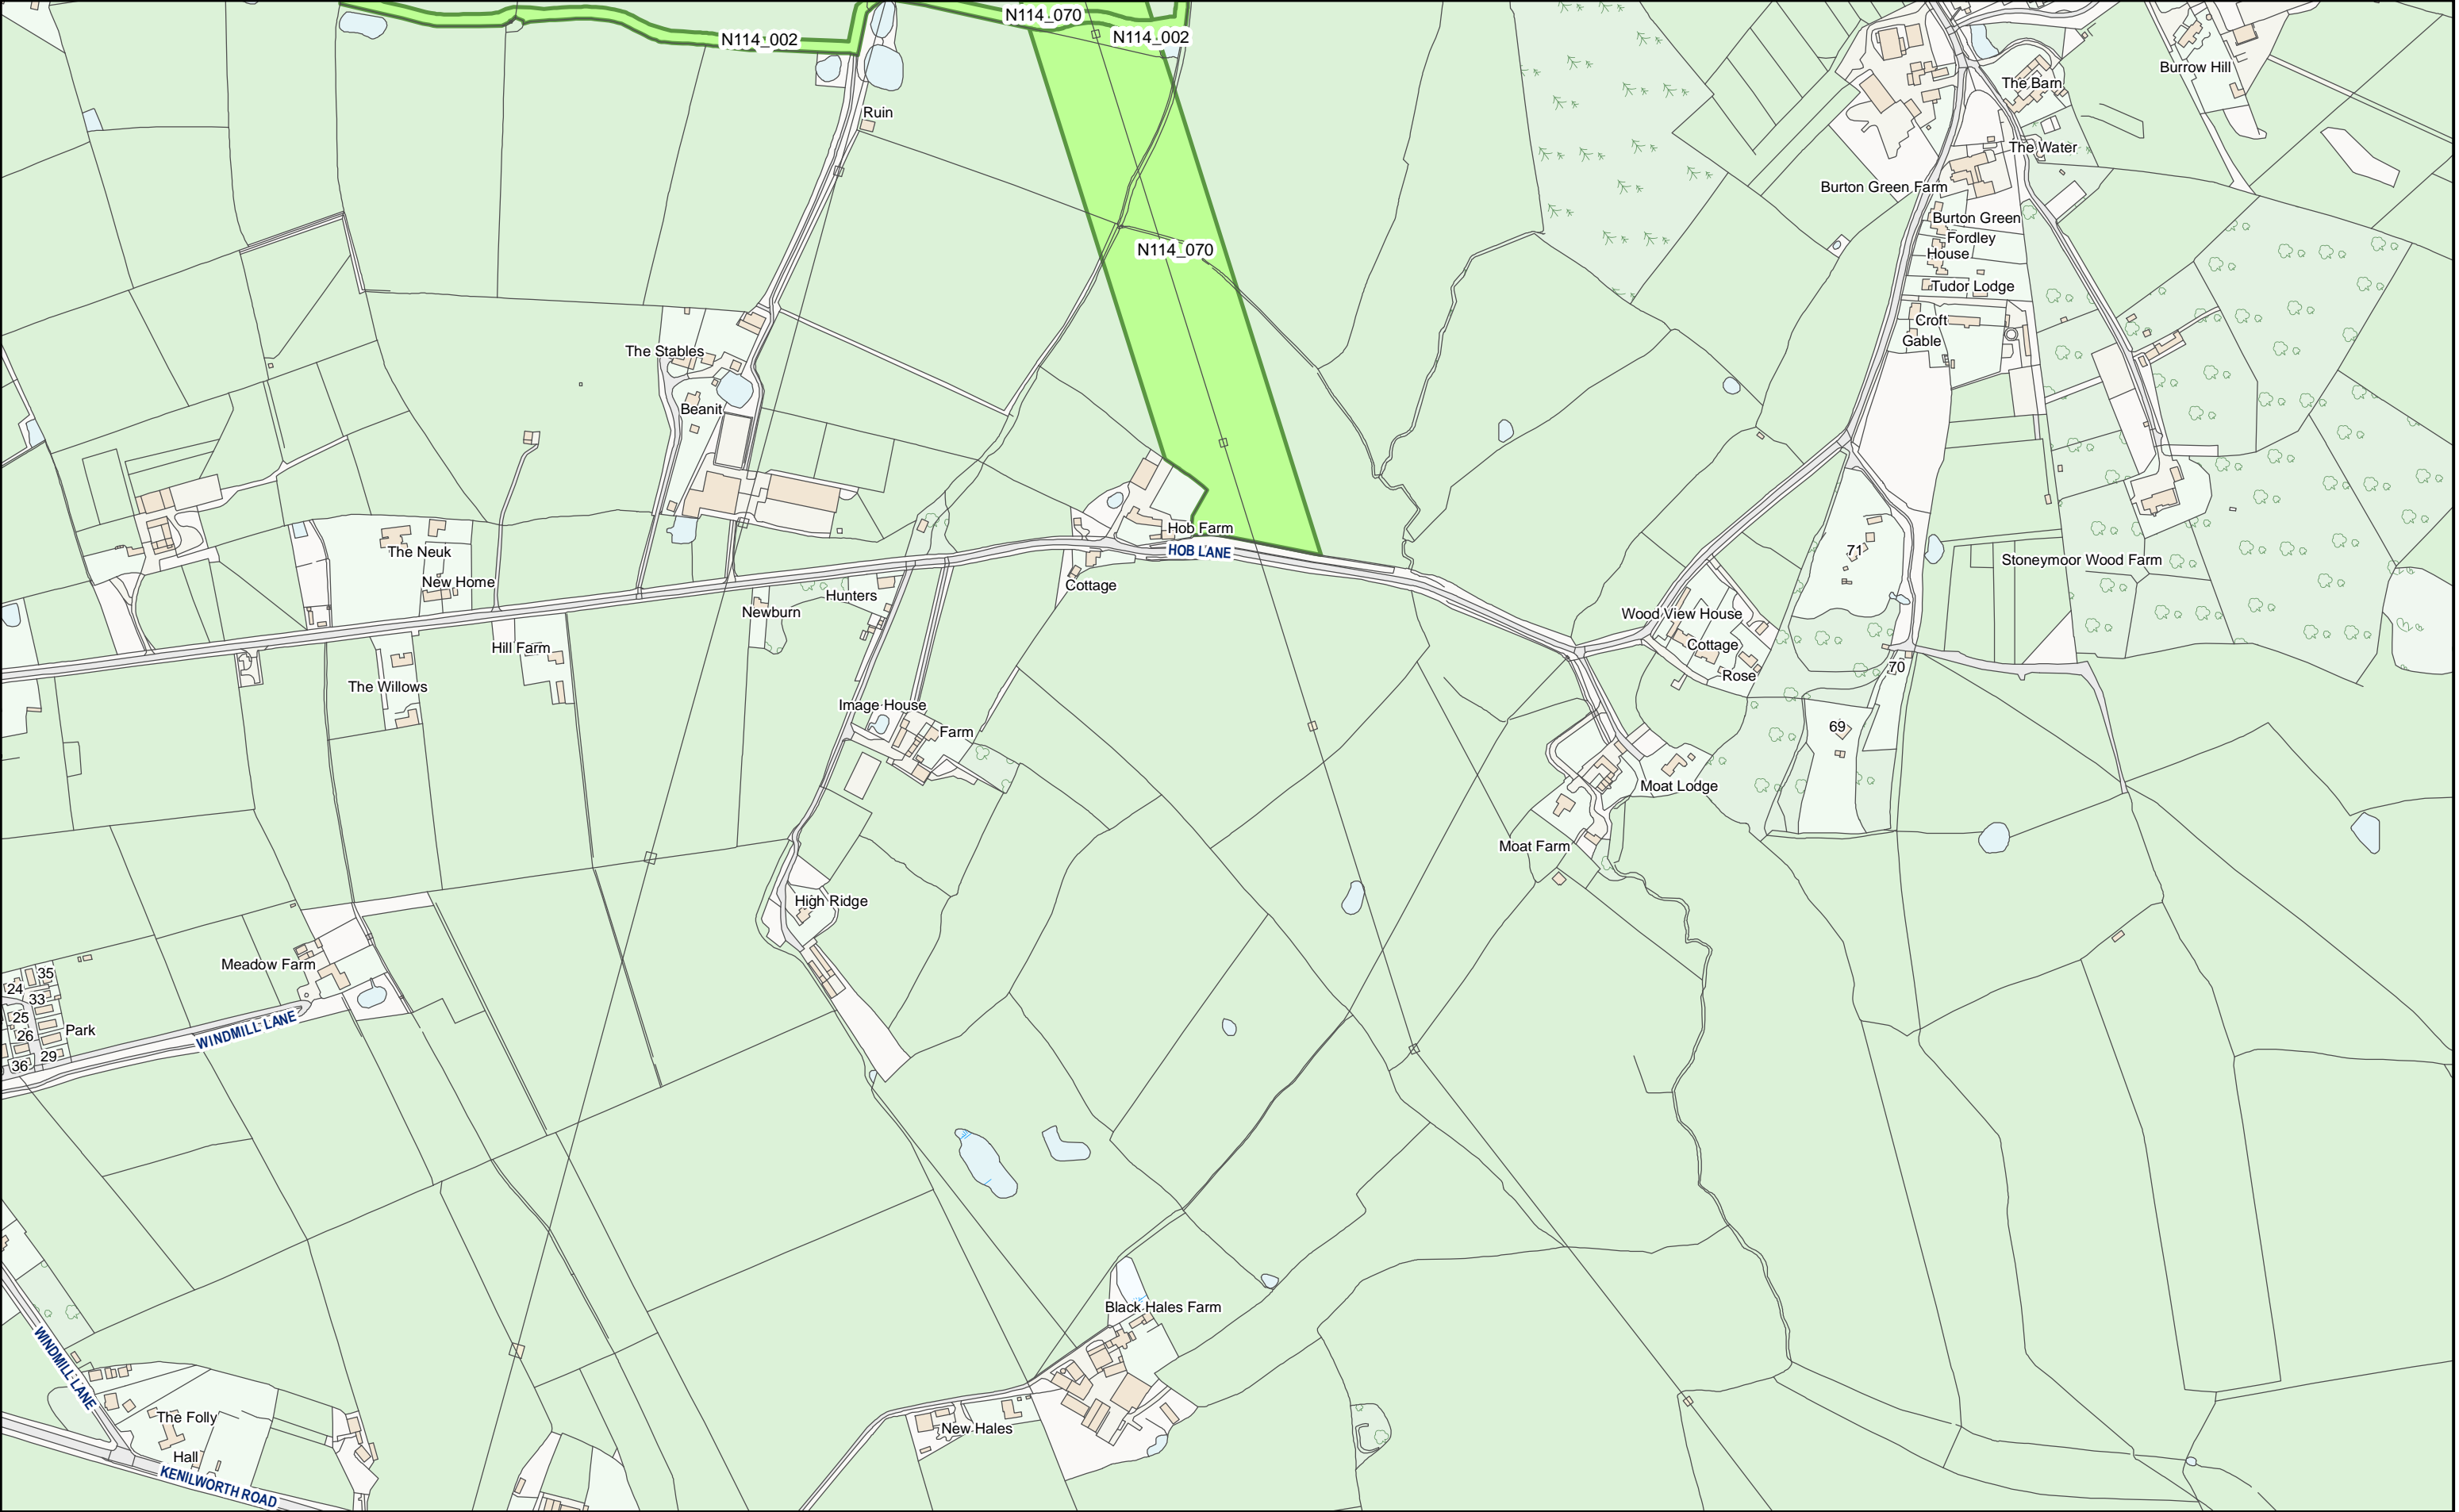 N114_070
N114_002
N114_002
Burrow Hill
The Barn
Ruin
The Water
Burton Green Farm
Burton Green
Fordley
House
N114_070
Tudor Lodge
Croft
Gable
The Stables
Beanit
Hob Farm
HOB LANE
The Neuk
71
Stoneymoor Wood Farm
New Home
Cottage
Hunters
Newburn
Wood View House
Hill Farm
Cottage
70
Rose
The Willows
Image House
Farm
69
Moat Lodge
Moat Farm
High Ridge
Meadow Farm
35
24
33
25
26
Park
29
36
WINDMILL LANE
Black Hales Farm
WINDMILL LANE
The Folly
New Hales
Hall
KENILWORTH ROAD